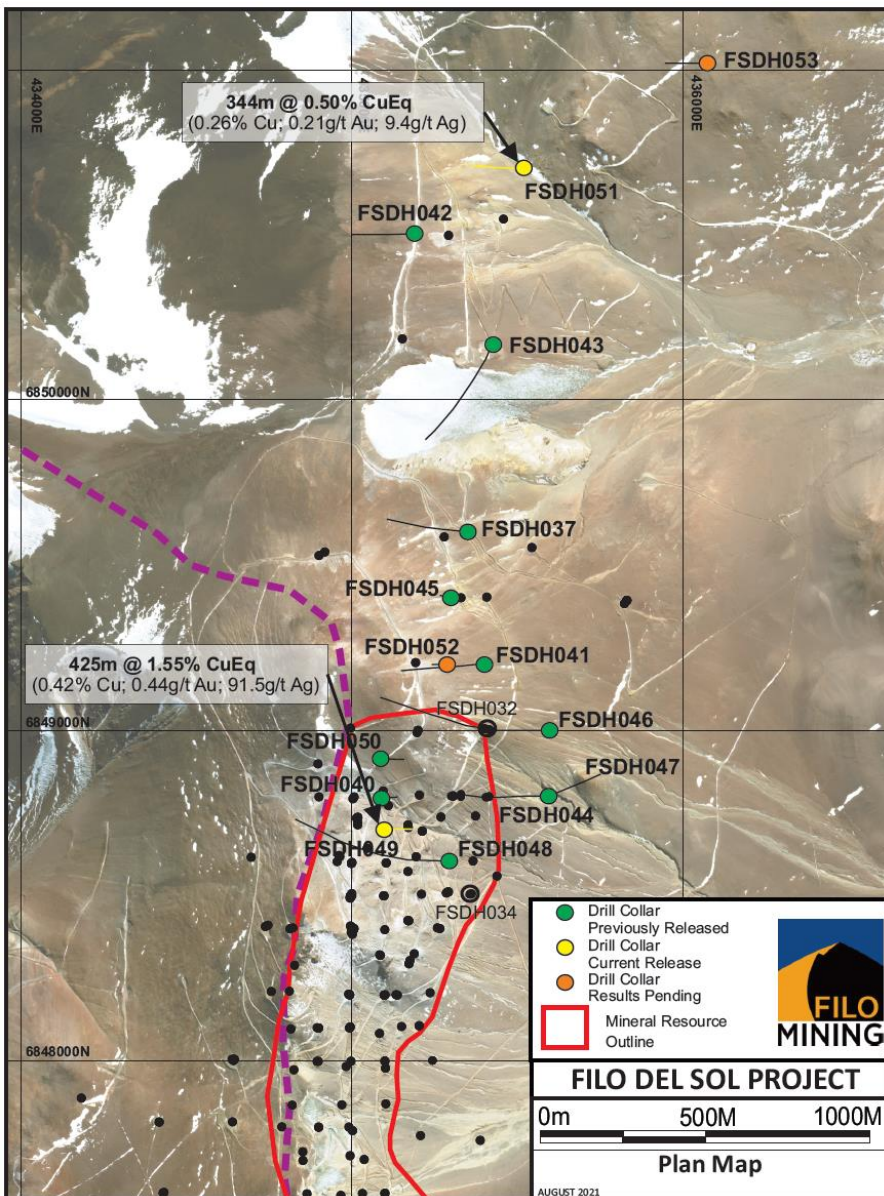 434000E
436000E
FSDH053
344m @ 0.50% CuEq
(0.26% Cu; 0.21g/t Au; 9.4g/t Ag)
FSDH051
FSDH042
FSDH043
6850000N
FSDH037
FSDH045
FSDH052
FSDH041
425m @ 1.55% CuEq
(0.42% Cu; 0.44g/t Au; 91.5g/t Ag)
FSDH032
6849000N
FSDH046
FSDH050
FSDH047
FSDH040
FSDH044
FSDH049
FSDH048
FSDH034
6848000N
Drill Collar
Previously Released
Drill Collar
Current Release
Drill Collar
Results Pending
Mineral Resource
Outline
FILO
MINING
FILO DEL SOL PROJECT
0m 500M 1000M
Plan Map
AUGUST 2021